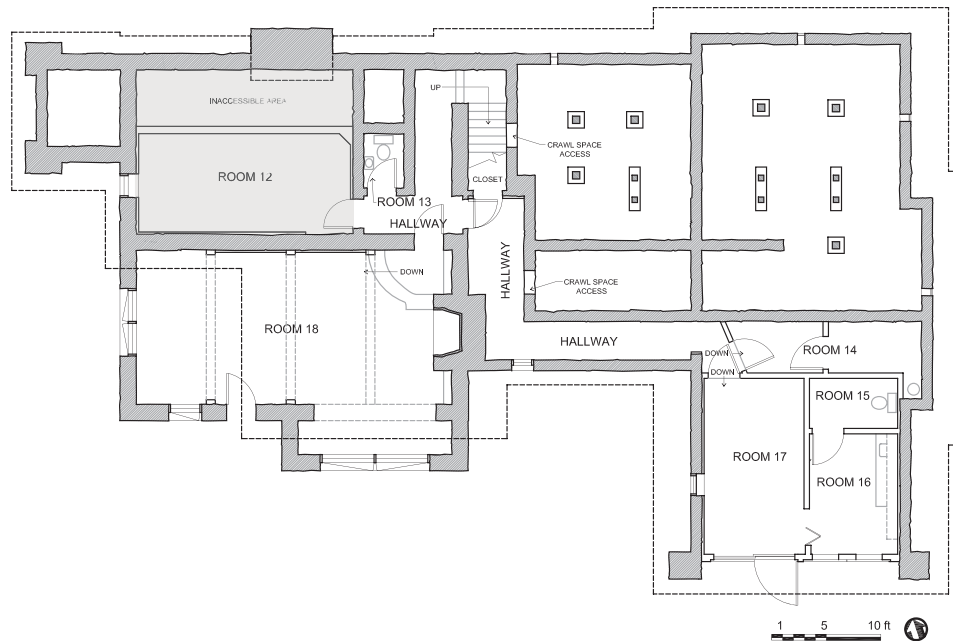 UP
INACCESSIBLE AREA
CRAWL SPACE
ACCESS
ROOM 12
CLOSET
ROOM 13
HALLWAY
HALLWAY
DOWN
CRAWL SPACE
ACCESS
ROOM 18
HALLWAY
DOWN
ROOM 14
DOWN
ROOM 15
ROOM 17
ROOM 16
1 5 10 ft